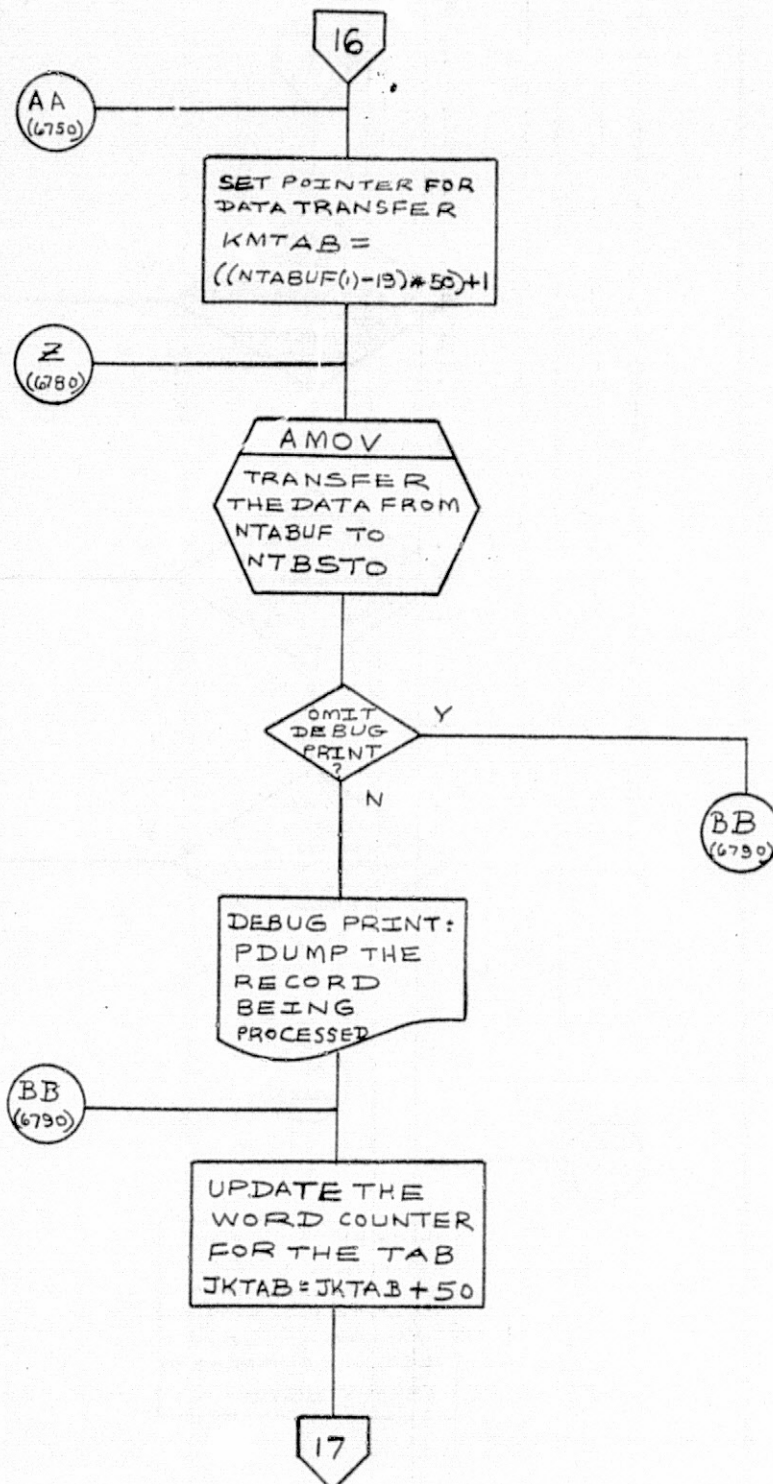 16
AA
(6750)
SET POINTER FOR
DATA TRANSFER
KMTAB =
((NTABUF(1)-19)*50)+1
Z
(6780)
AMOV
TRANSFER
THE DATA FROM
NTABUF TO
NTBSTO
OMIT
DEBUG
PRINT
?
Y
N
BB
(6790)
DEBUG PRINT:
PDUMP THE
RECORD
BEING
PROCESSED
BB
(6790)
UPDATE THE
WORD COUNTER
FOR THE TAB
JKTAB = JKTAB + 50
17